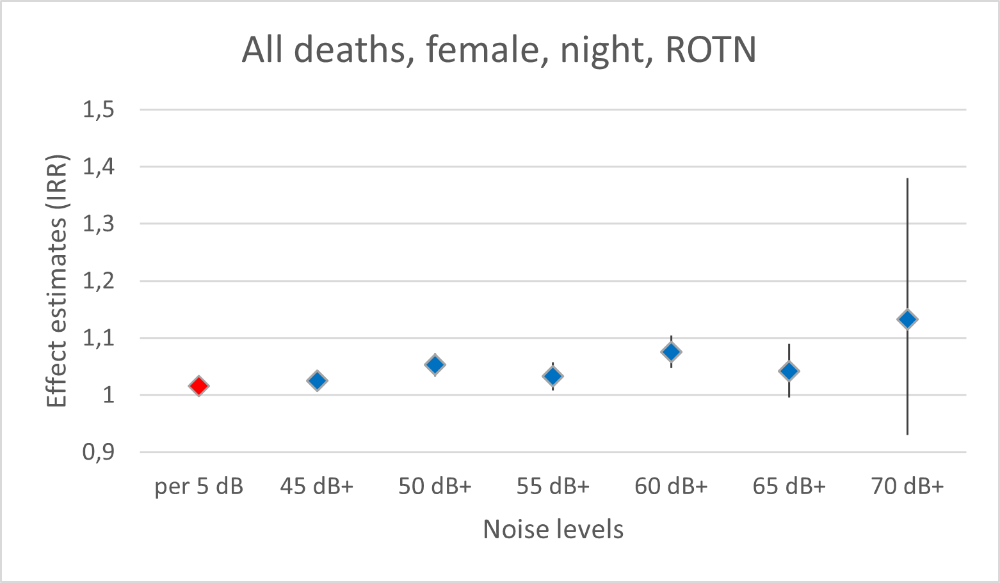 All deaths, female, night, ROTN
Effect estimates (IRR)
1,5
1,4
1,3
1,2
1,1
1
0,9
per 5 dB 45 dB+ 50 dB+ 55 dB+ 60 dB+ 65 dB+ 70 dB+
Noise levels